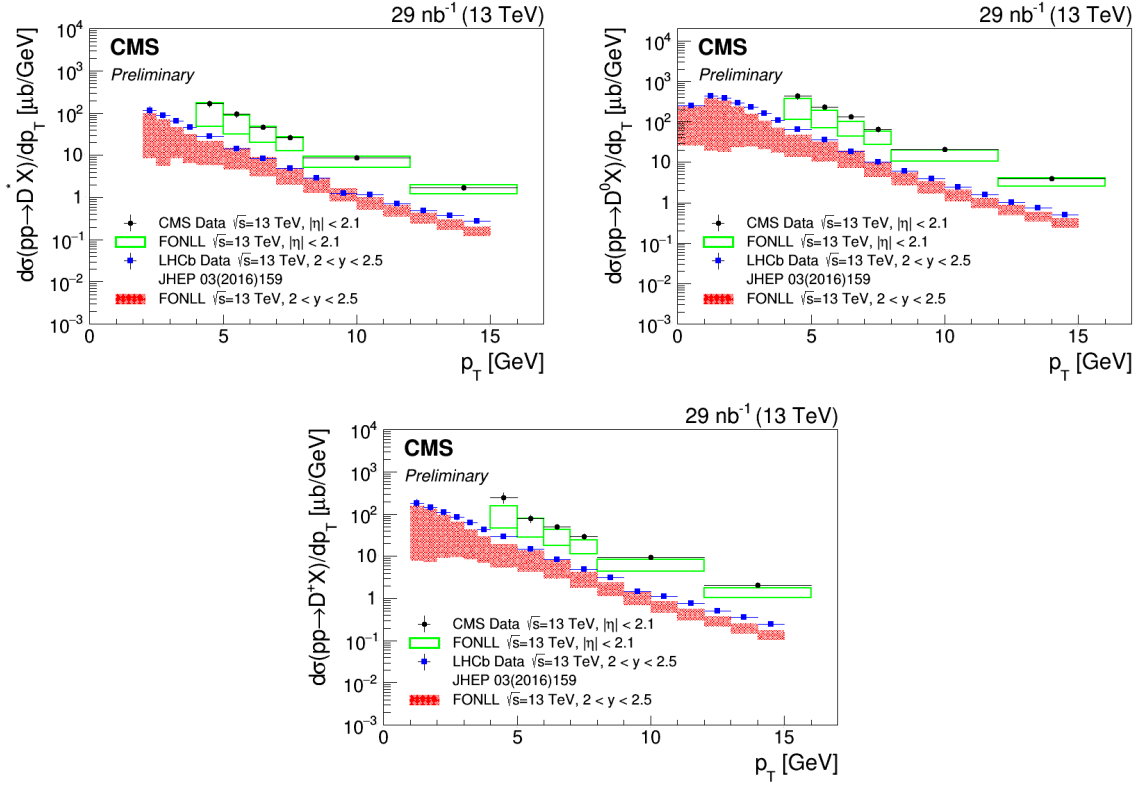 29 nb⁻¹ (13 TeV)
CMS
Preliminary
dσ(pp→D* X)/dp_T [μb/GeV]
10⁴
10³
10²
10
1
10⁻¹
10⁻²
10⁻³
CMS Data √s=13 TeV, |η| < 2.1
FONLL √s=13 TeV, |η| < 2.1
LHCb Data √s=13 TeV, 2 < y < 2.5
JHEP 03(2016)159
FONLL √s=13 TeV, 2 < y < 2.5
0 5 10 15
p_T [GeV]
29 nb⁻¹ (13 TeV)
CMS
Preliminary
dσ(pp→D⁰ X)/dp_T [μb/GeV]
10⁴
10³
10²
10
1
10⁻¹
10⁻²
10⁻³
CMS Data √s=13 TeV, |η| < 2.1
FONLL √s=13 TeV, |η| < 2.1
LHCb Data √s=13 TeV, 2 < y < 2.5
JHEP 03(2016)159
FONLL √s=13 TeV, 2 < y < 2.5
0 5 10 15
p_T [GeV]
29 nb⁻¹ (13 TeV)
CMS
Preliminary
dσ(pp→D⁺X)/dp_T [μb/GeV]
10⁴
10³
10²
10
1
10⁻¹
10⁻²
10⁻³
CMS Data √s=13 TeV, |η| < 2.1
FONLL √s=13 TeV, |η| < 2.1
LHCb Data √s=13 TeV, 2 < y < 2.5
JHEP 03(2016)159
FONLL √s=13 TeV, 2 < y < 2.5
0 5 10 15
p_T [GeV]